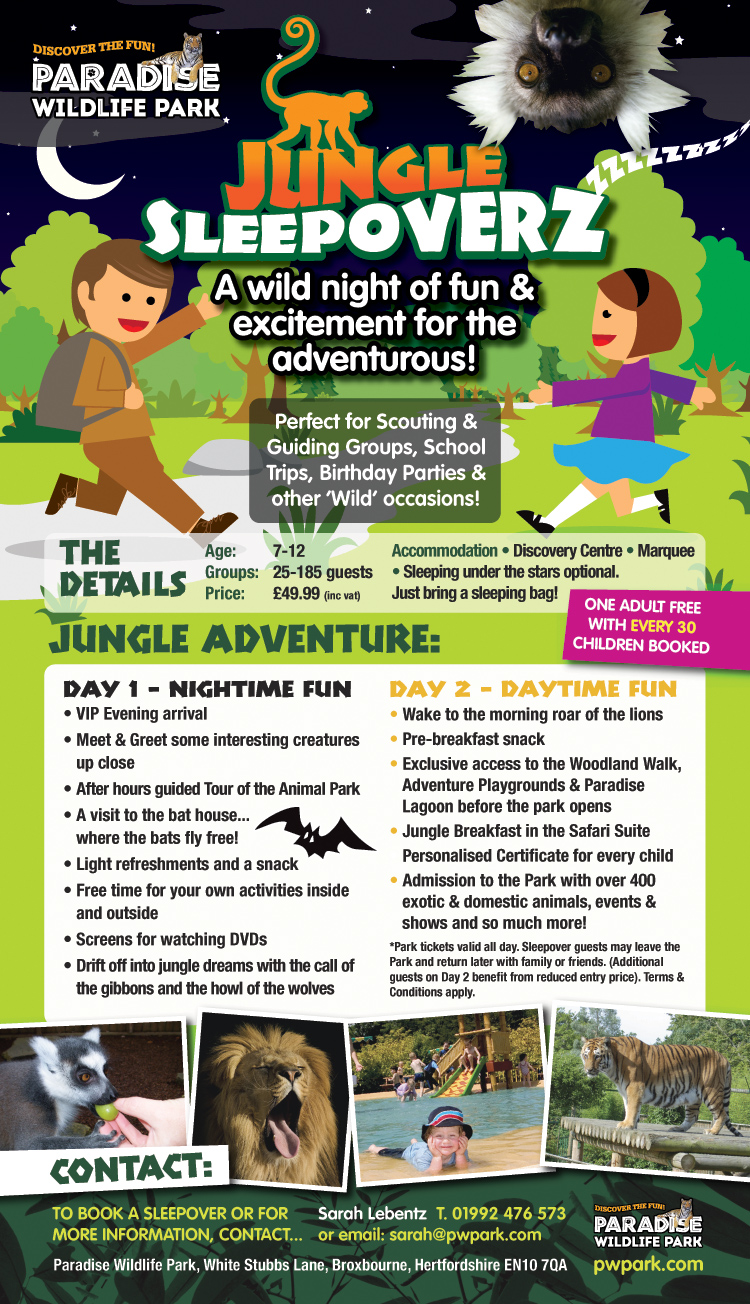 DISCOVER THE FUN!
PARADISE
WILDLIFE PARK
ZZZZZZZZZZ
JUNGLE
SLEEPOVERZ
A wild night of fun &
excitement for the
adventurous!
Perfect for Scouting &
Guiding Groups, School
Trips, Birthday Parties &
other 'Wild' occasions!
THE
DETAILS
Age: 7-12
Groups: 25-185 guests
Price: £49.99 (inc vat)
Accommodation • Discovery Centre • Marquee
• Sleeping under the stars optional.
Just bring a sleeping bag!
ONE ADULT FREE
WITH EVERY 30
CHILDREN BOOKED
JUNGLE ADVENTURE:
DAY 1 - NIGHTIME FUN
• VIP Evening arrival
• Meet & Greet some interesting creatures
up close
• After hours guided Tour of the Animal Park
• A visit to the bat house...
where the bats fly free!
• Light refreshments and a snack
• Free time for your own activities inside
and outside
• Screens for watching DVDs
• Drift off into jungle dreams with the call of
the gibbons and the howl of the wolves
DAY 2 - DAYTIME FUN
• Wake to the morning roar of the lions
• Pre-breakfast snack
• Exclusive access to the Woodland Walk,
Adventure Playgrounds & Paradise
Lagoon before the park opens
• Jungle Breakfast in the Safari Suite
Personalised Certificate for every child
• Admission to the Park with over 400
exotic & domestic animals, events &
shows and so much more!
*Park tickets valid all day. Sleepover guests may leave the
Park and return later with family or friends. (Additional
guests on Day 2 benefit from reduced entry price). Terms &
Conditions apply.
CONTACT:
TO BOOK A SLEEPOVER OR FOR
MORE INFORMATION, CONTACT...
Sarah Lebentz T. 01992 476 573
or email: sarah@pwpark.com
Paradise Wildlife Park, White Stubbs Lane, Broxbourne, Hertfordshire EN10 7QA
DISCOVER THE FUN!
PARADISE
WILDLIFE PARK
pwpark.com